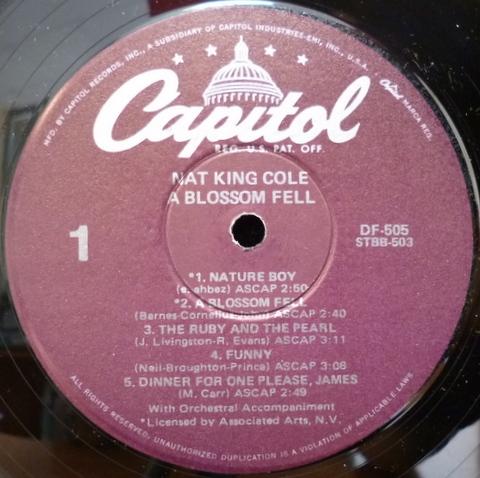 MFD. BY CAPITOL RECORDS, INC., A SUBSIDIARY OF CAPITOL INDUSTRIES-EMI, INC., U.S.A.
Capitol MARCA REG.
Capitol
REG. U.S. PAT. OFF.
NAT KING COLE
A BLOSSOM FELL
1
DF-505
STBB-503
*1. NATURE BOY
(e. ahbez) ASCAP 2:50
*2. A BLOSSOM FELL
(Barnes-Cornelius-John) ASCAP 2:40
3. THE RUBY AND THE PEARL
(J. Livingston-R. Evans) ASCAP 3:11
4. FUNNY
(Neil-Broughton-Prince) ASCAP 3:08
5. DINNER FOR ONE PLEASE, JAMES
(M. Carr) ASCAP 2:49
With Orchestral Accompaniment
*Licensed by Associated Arts, N.V.
ALL RIGHTS RESERVED. UNAUTHORIZED DUPLICATION IS A VIOLATION OF APPLICABLE LAWS